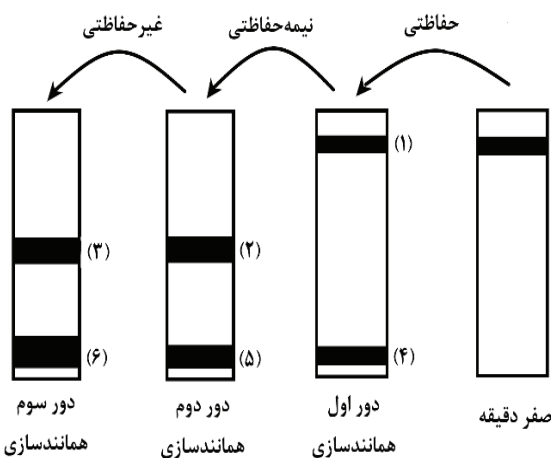 حفاظتی
نیمه‌حفاظتی
غیرحفاظتی
(۱)
(۲)
(۳)
(۴)
(۵)
(۶)
صفر دقیقه
دور اول
همانندسازی
دور دوم
همانندسازی
دور سوم
همانندسازی